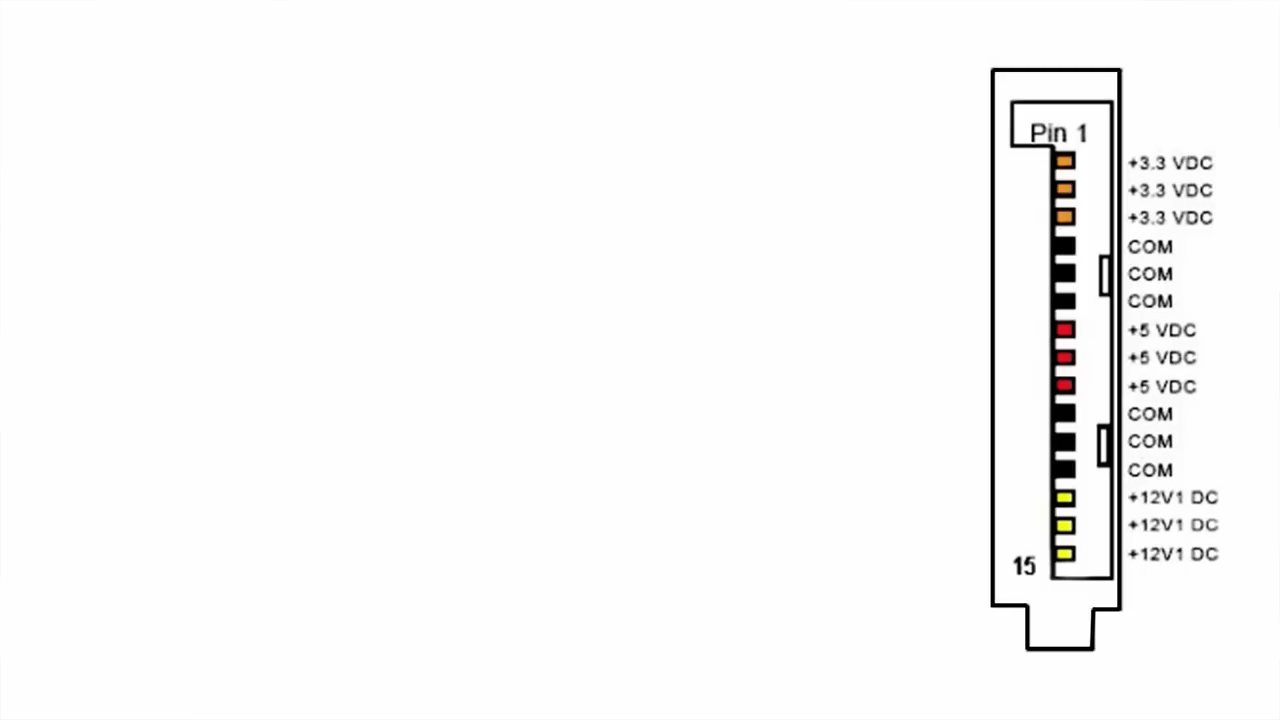 Pin 1
+3.3 VDC
+3.3 VDC
+3.3 VDC
COM
COM
COM
+5 VDC
+5 VDC
+5 VDC
COM
COM
COM
+12V1 DC
+12V1 DC
+12V1 DC
15